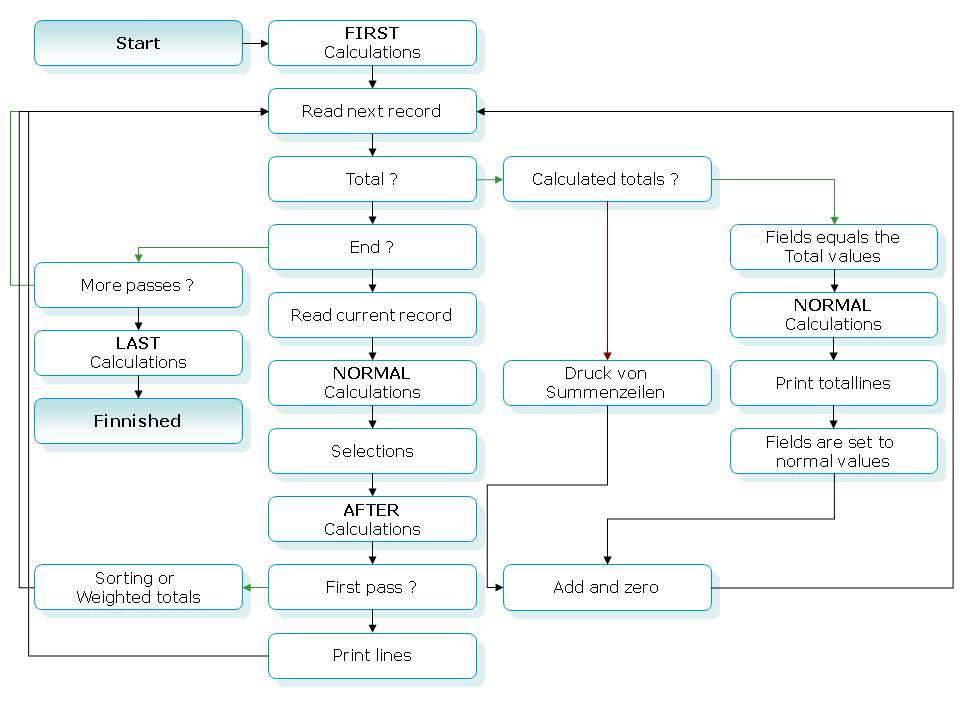 Start
FIRST
Calculations
Read next record
Total ?
Calculated totals ?
End ?
Fields equals the
Total values
More passes ?
Read current record
NORMAL
Calculations
LAST
Calculations
NORMAL
Calculations
Druck von
Summenzeilen
Print totallines
Finnished
Selections
Fields are set to
normal values
AFTER
Calculations
Sorting or
Weighted totals
First pass ?
Add and zero
Print lines